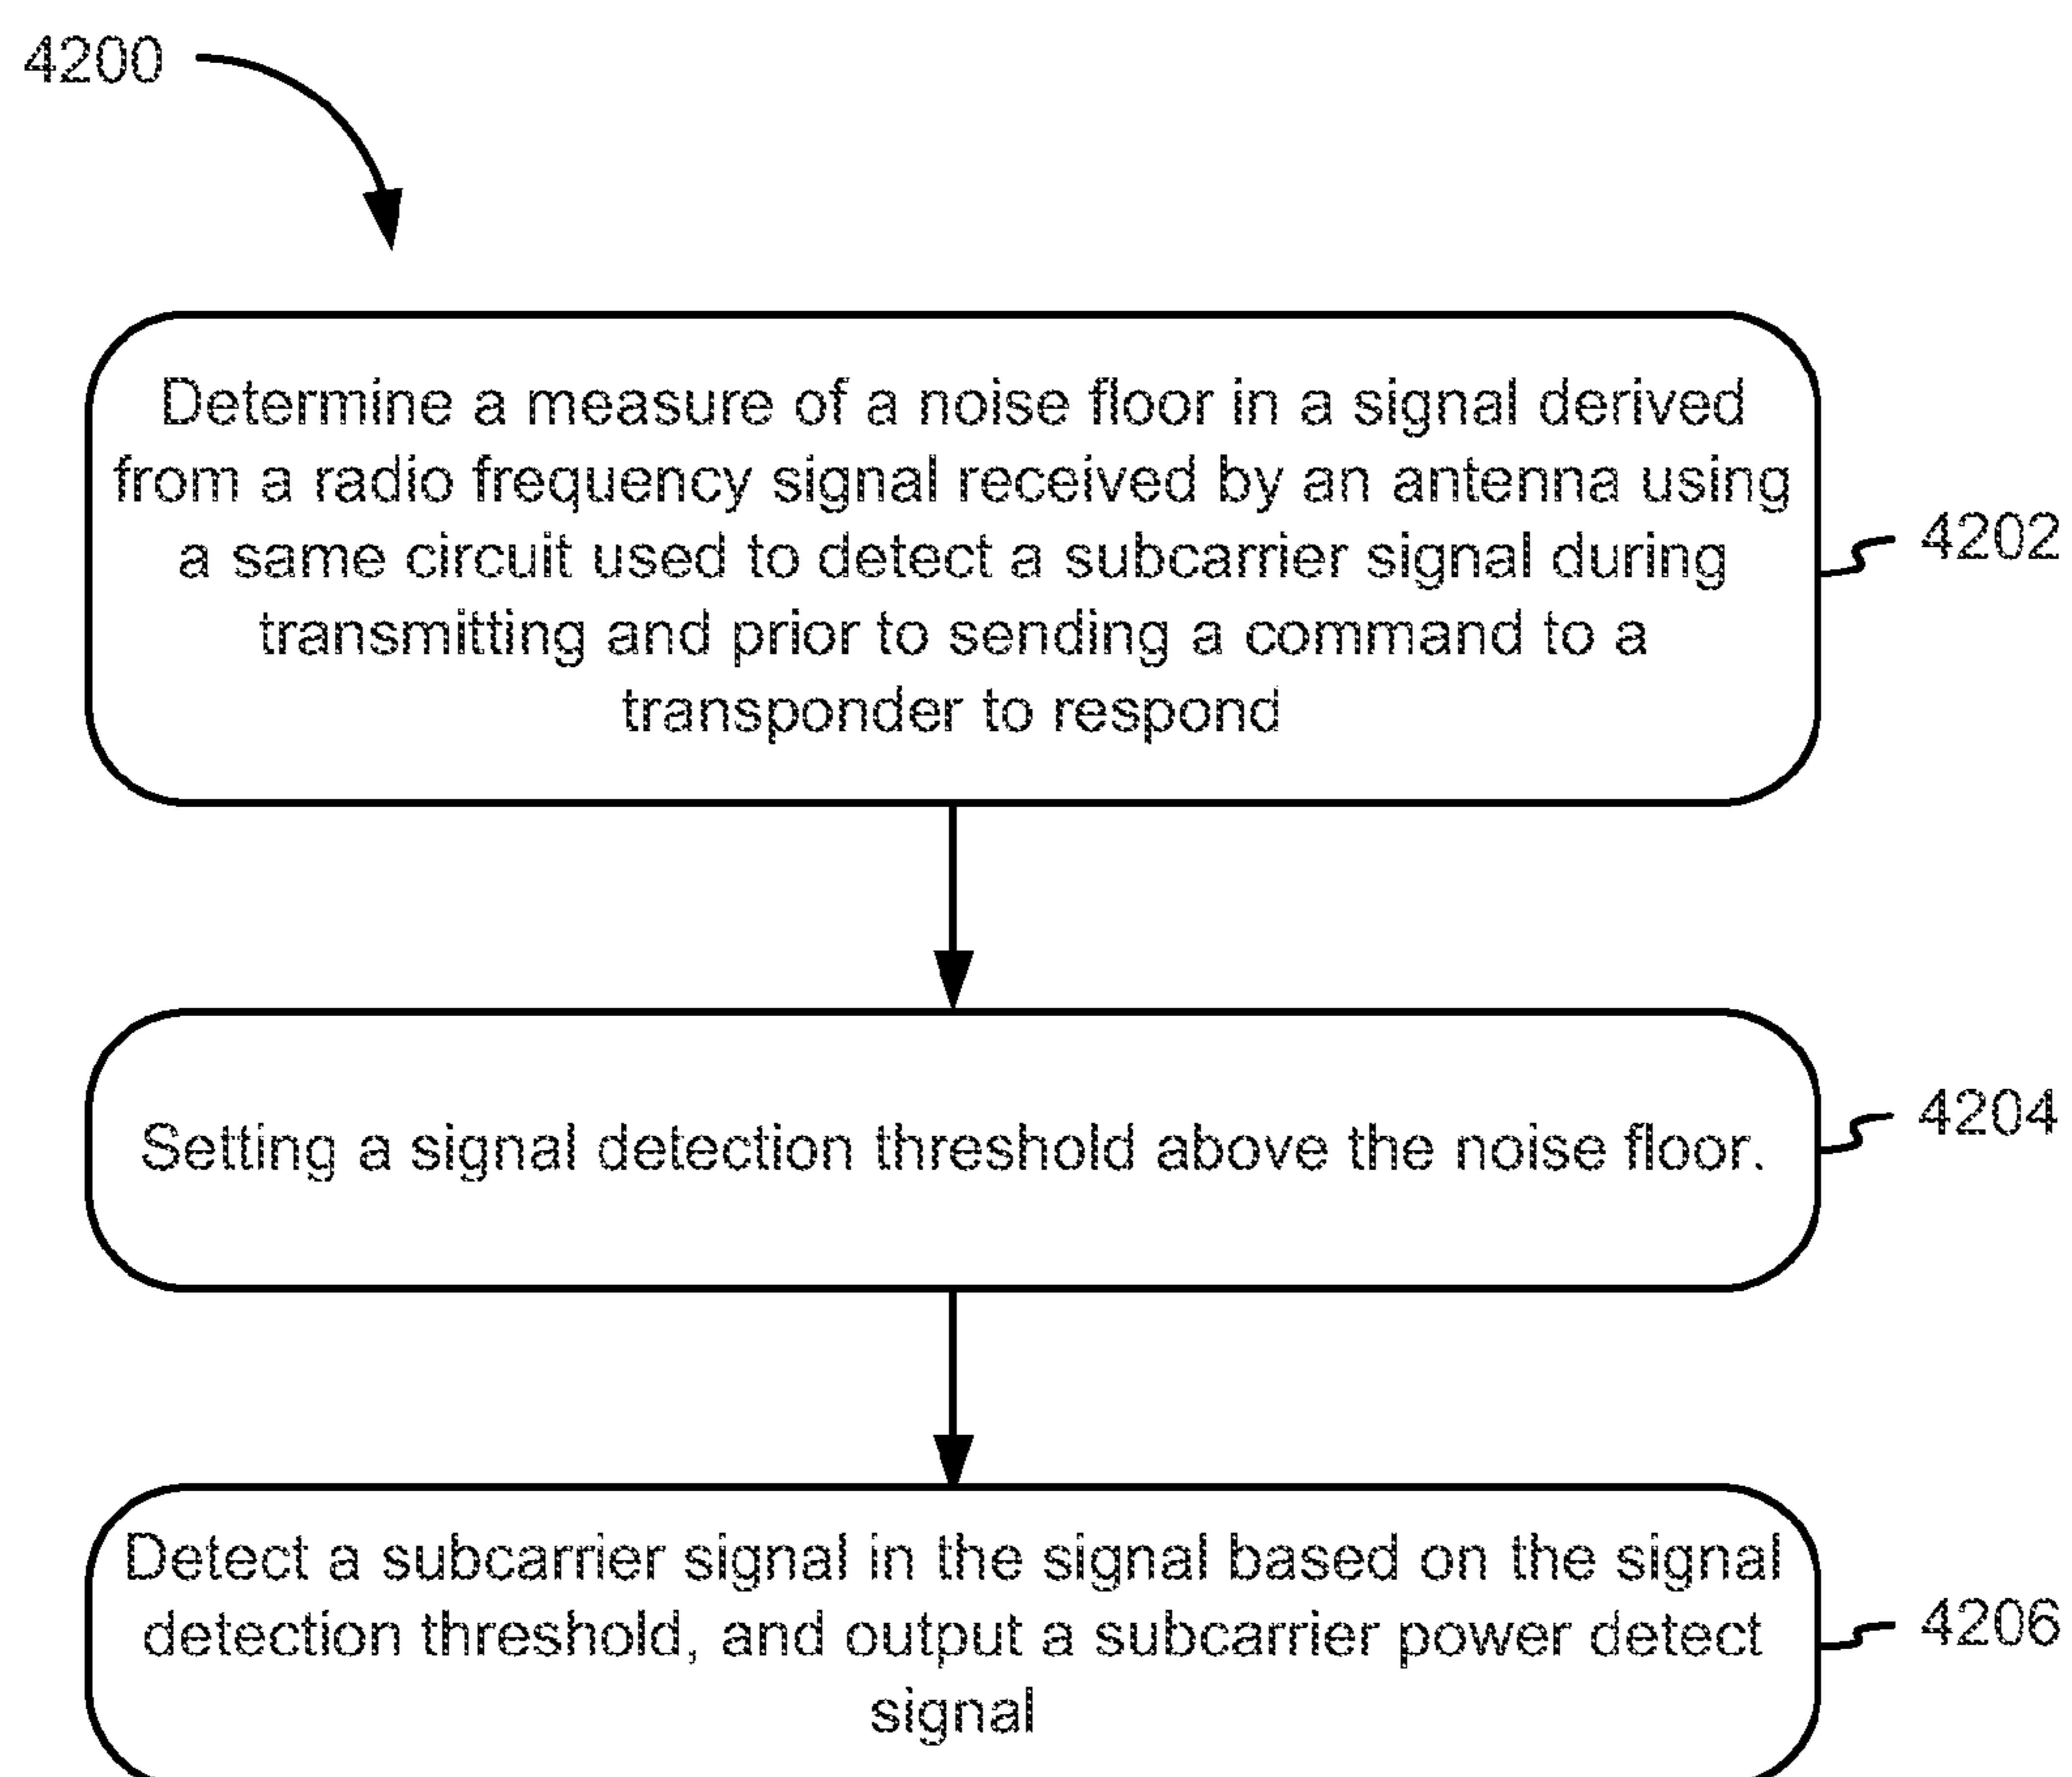 4200
Determine a measure of a noise floor in a signal derived
from a radio frequency signal received by an antenna using
a same circuit used to detect a subcarrier signal during
transmitting and prior to sending a command to a
transponder to respond
4202
Setting a signal detection threshold above the noise floor.
4204
Detect a subcarrier signal in the signal based on the signal
detection threshold, and output a subcarrier power detect
signal
4206